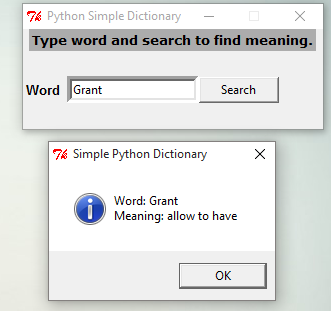 Python Simple Dictionary
Type word and search to find meaning.
Word Grant Search
Simple Python Dictionary
Word: Grant
Meaning: allow to have
OK